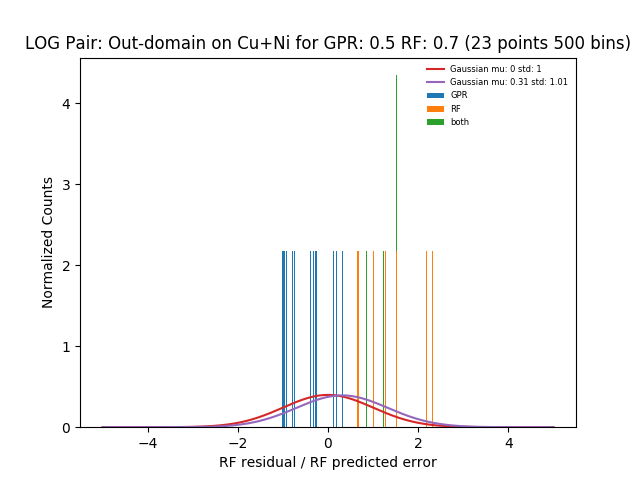 LOG Pair: Out-domain on Cu+Ni for GPR: 0.5 RF: 0.7 (23 points 500 bins)
Gaussian mu: 0 std: 1
Gaussian mu: 0.31 std: 1.01
GPR
RF
both
Normalized Counts
4
3
2
1
0
−4 −2 0 2 4
RF residual / RF predicted error